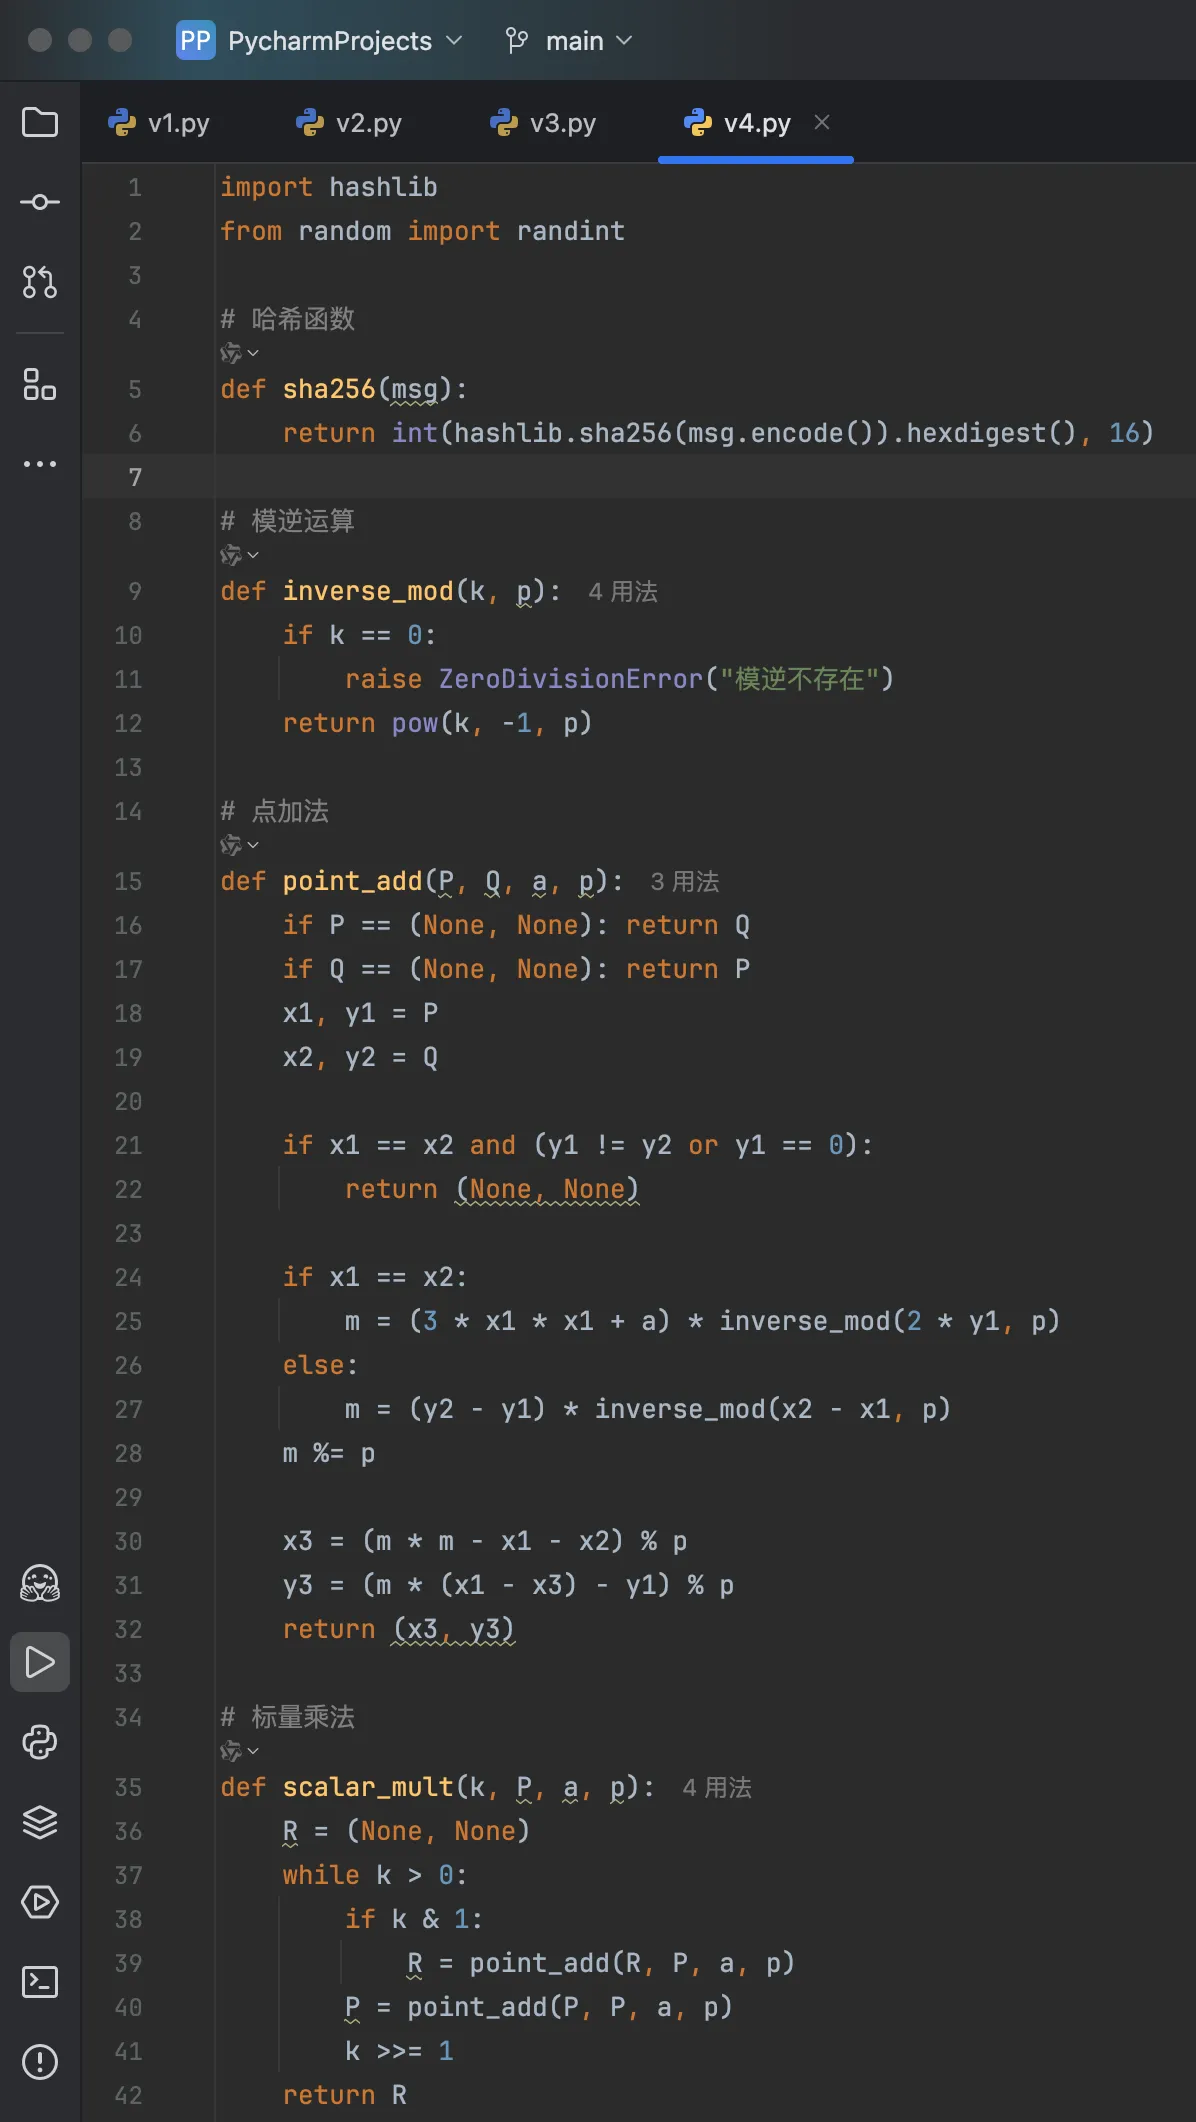 PP PycharmProjects main
v1.py v2.py v3.py v4.py
1 import hashlib
2 from random import randint
3
4 # 哈希函数
5 def sha256(msg):
6     return int(hashlib.sha256(msg.encode()).hexdigest(), 16)
7
8 # 模逆运算
9 def inverse_mod(k, p): 4 用法
10     if k == 0:
11         raise ZeroDivisionError("模逆不存在")
12     return pow(k, -1, p)
13
14 # 点加法
15 def point_add(P, Q, a, p): 3 用法
16     if P == (None, None): return Q
17     if Q == (None, None): return P
18     x1, y1 = P
19     x2, y2 = Q
20
21     if x1 == x2 and (y1 != y2 or y1 == 0):
22         return (None, None)
23
24     if x1 == x2:
25         m = (3 * x1 * x1 + a) * inverse_mod(2 * y1, p)
26     else:
27         m = (y2 - y1) * inverse_mod(x2 - x1, p)
28     m %= p
29
30     x3 = (m * m - x1 - x2) % p
31     y3 = (m * (x1 - x3) - y1) % p
32     return (x3, y3)
33
34 # 标量乘法
35 def scalar_mult(k, P, a, p): 4 用法
36     R = (None, None)
37     while k > 0:
38         if k & 1:
39             R = point_add(R, P, a, p)
40         P = point_add(P, P, a, p)
41         k >>= 1
42     return R